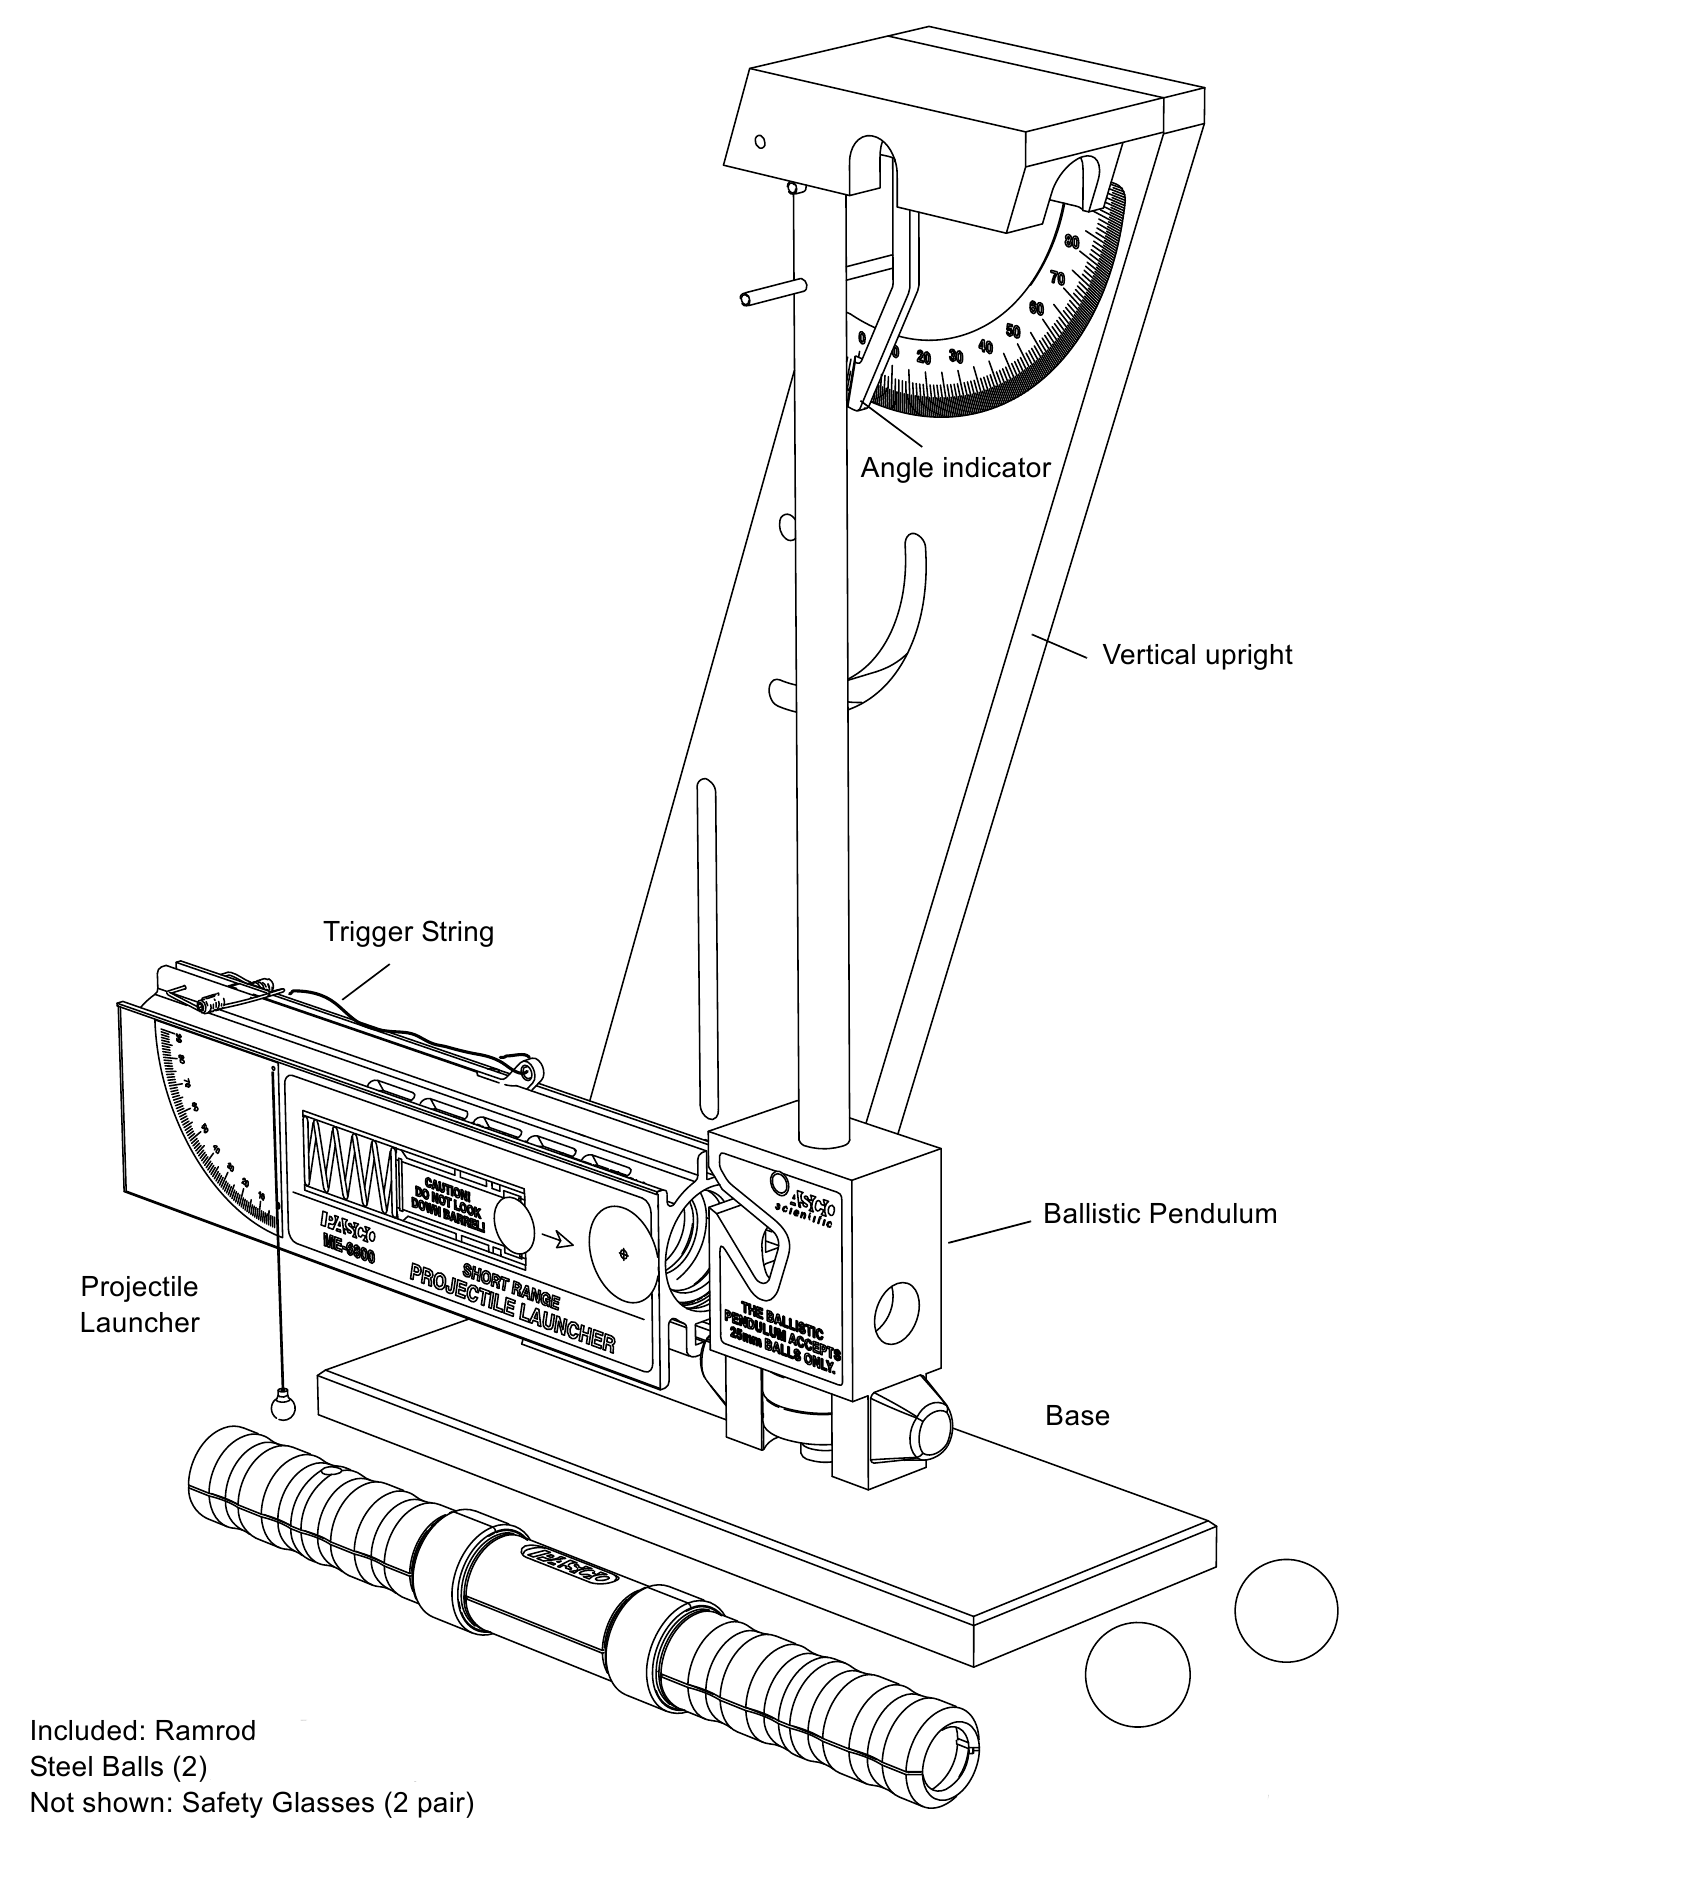 80
70
60
50
40
30
20
0
0
Angle indicator
Vertical upright
Trigger String
CAUTION!
DO NOT LOOK
DOWN BARREL!
PASCO
ME-6800
SHORT RANGE
PROJECTILE LAUNCHER
PASCO
scientific
THE BALLISTIC
PENDULUM ACCEPTS
25mm BALLS ONLY.
Ballistic Pendulum
Projectile
Launcher
Base
PASCO
Included: Ramrod
Steel Balls (2)
Not shown: Safety Glasses (2 pair)